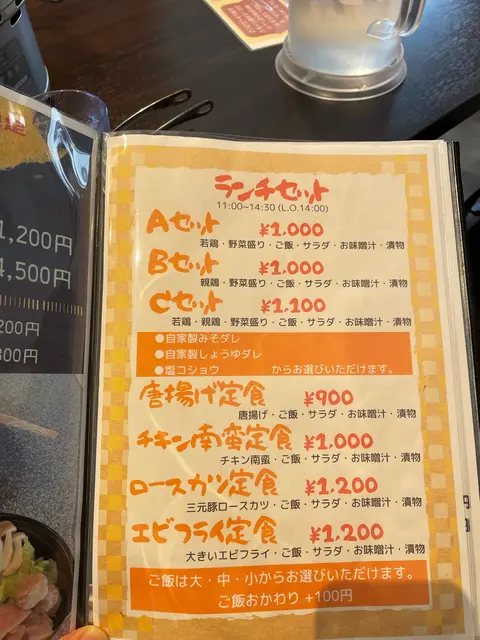 1,200円
4,500円
200円
300円
ランチセット
11:00~14:30 (L.O.14:00)
Aセット ¥1,000
若鶏・野菜盛り・ご飯・サラダ・お味噌汁・漬物
Bセット ¥1,000
親鶏・野菜盛り・ご飯・サラダ・お味噌汁・漬物
Cセット ¥1,100
若鶏・親鶏・野菜盛り・ご飯・サラダ・お味噌汁・漬物
●自家製みそダレ
●自家製しょうゆダレ
●塩コショウ からお選びいただけます。
唐揚げ定食 ¥900
唐揚げ・ご飯・サラダ・お味噌汁・漬物
チキン南蛮定食 ¥1,000
チキン南蛮・ご飯・サラダ・お味噌汁・漬物
ロースカツ定食 ¥1,200
三元豚ロースカツ・ご飯・サラダ・お味噌汁・漬物
エビフライ定食 ¥1,200
大きいエビフライ・ご飯・サラダ・お味噌汁・漬物
ご飯は大・中・小からお選びいただけます。
ご飯おかわり +100円